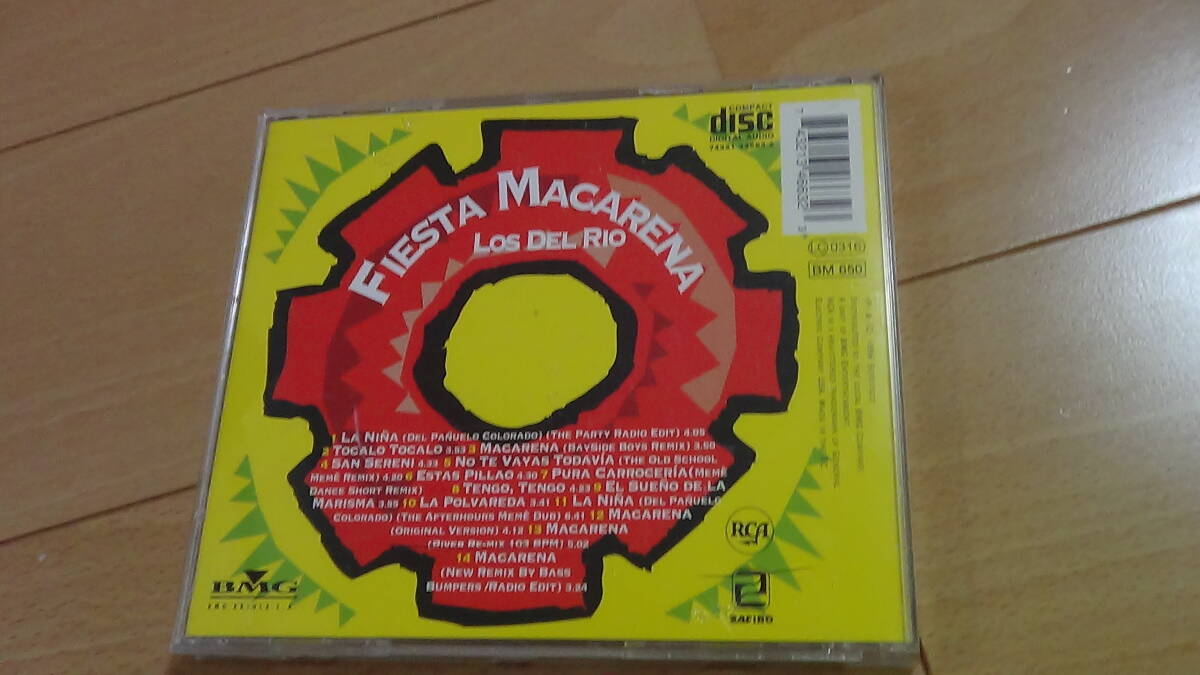 COMPACT
disc
DIGITAL AUDIO
FIESTA MACARENA
LOS DEL RIO
LC 0316
BM 650
1 LA NIÑA (DEL PAÑUELO COLORADO) (THE PARTY RADIO EDIT) 4.05
2 TOCALO TOCALO 3.53 3 MACARENA (BAYSIDE BOYS REMIX) 3.50
4 SAN SERENI 4.33 5 NO TE VAYAS TODAVÍA (THE OLD SCHOOL
MEMÉ REMIX) 4:20 6 ESTAS PILLAO 4.30 7 PURA CARROCERÍA (MEMÉ
DANCE SHORT REMIX) 8 TENGO, TENGO 4.23 9 EL SUEÑO DE LA
MARISMA 3.55 10 LA POLVAREDA 3.41 11 LA NIÑA (DEL PAÑUELO
COLORADO) (THE AFTERHOURS MEMÉ DUB) 6.41 12 MACARENA
(ORIGINAL VERSION) 4.12 13 MACARENA
(RIVER RE-MIX 103 BPM) 5.02
14 MACARENA
(NEW REMIX BY BASS
BUMPERS /RADIO EDIT) 3.24
BMG
RCA
ZAFIRO